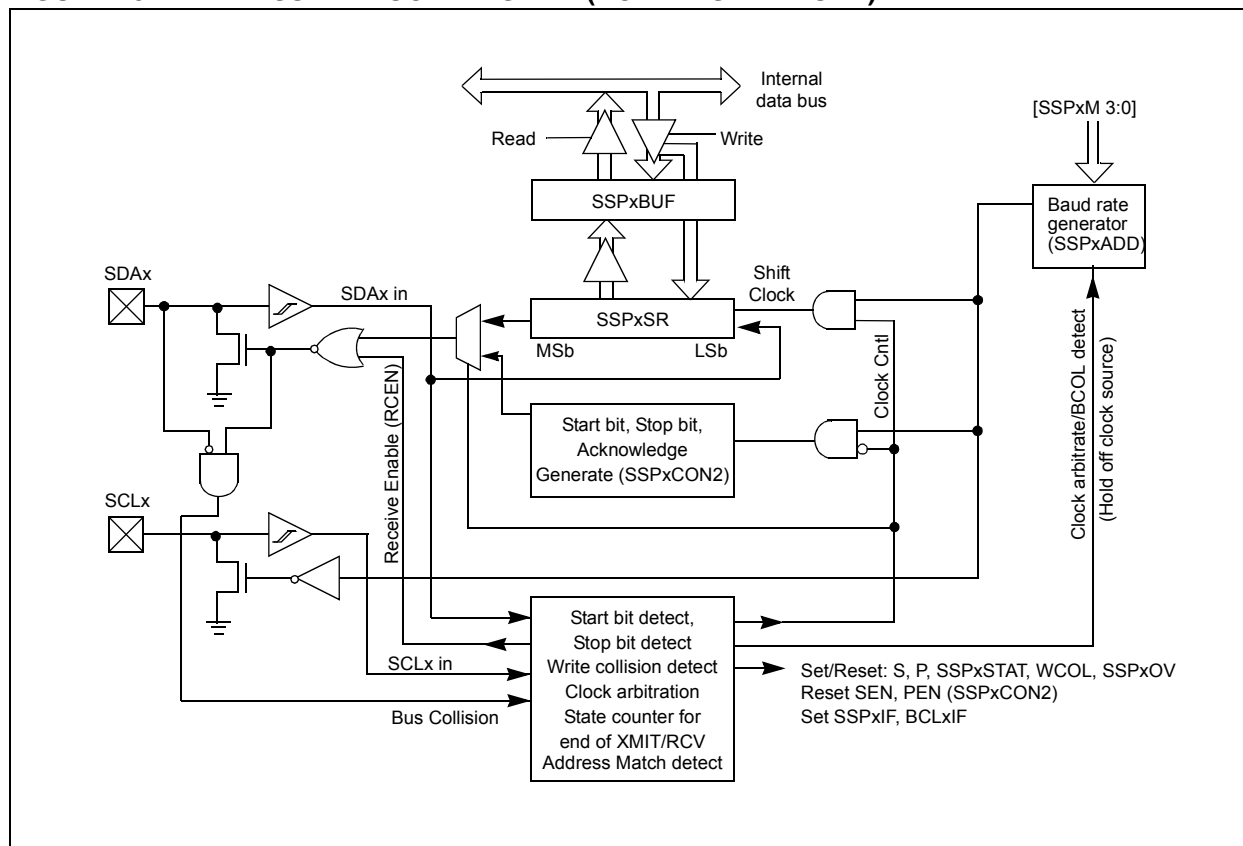 Internal
data bus
[SSPxM 3:0]
Read
Write
SSPxBUF
Baud rate
generator
(SSPxADD)
SDAx
SDAx in
Shift
Clock
SSPxSR
MSb
LSb
Receive Enable (RCEN)
Clock Cntl
Clock arbitrate/BCOL detect
(Hold off clock source)
Start bit, Stop bit,
Acknowledge
Generate (SSPxCON2)
SCLx
Start bit detect,
Stop bit detect
Write collision detect
Clock arbitration
State counter for
end of XMIT/RCV
Address Match detect
SCLx in
Bus Collision
Set/Reset: S, P, SSPxSTAT, WCOL, SSPxOV
Reset SEN, PEN (SSPxCON2)
Set SSPxIF, BCLxIF